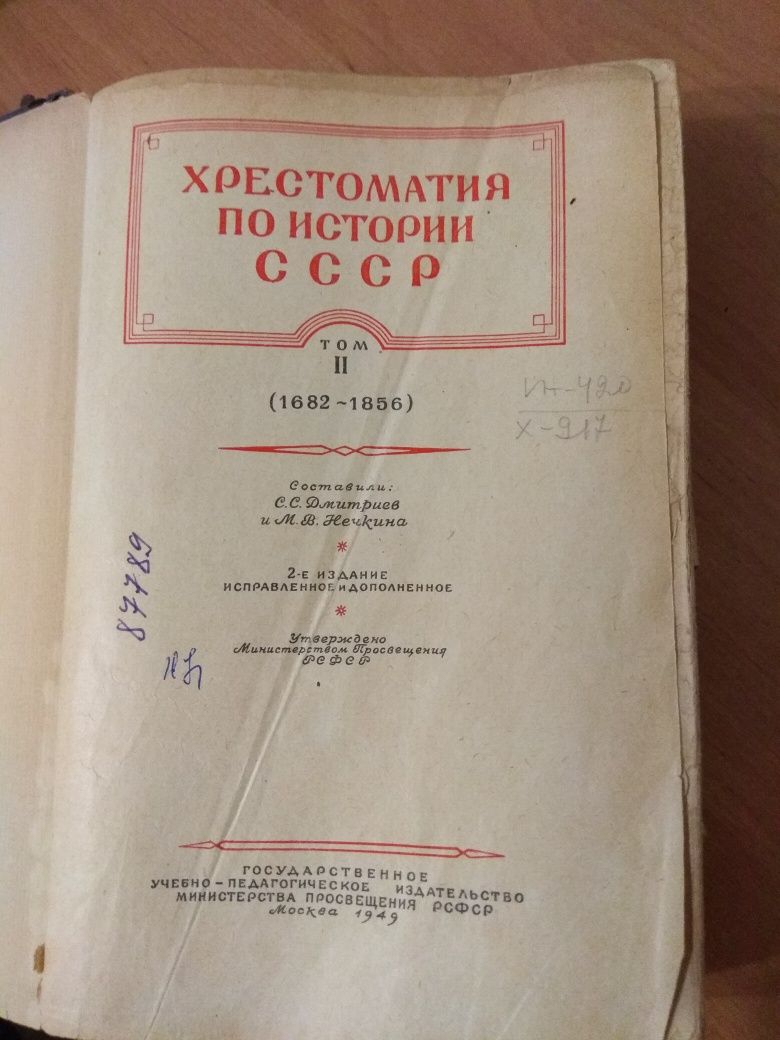 ХРЕСТОМАТИЯ
ПО ИСТОРИИ
СССР
ТОМ
II
(1682~1856)
Ин-420
Х-917
Составили:
С.С. Дмитриев
и М.В. Нечкина
*
2-Е ИЗДАНИЕ
ИСПРАВЛЕННОЕ И ДОПОЛНЕННОЕ
*
Утверждено
Министерством Просвещения
РСФСР
87789
ГОСУДАРСТВЕННОЕ
УЧЕБНО-ПЕДАГОГИЧЕСКОЕ ИЗДАТЕЛЬСТВО
МИНИСТЕРСТВА ПРОСВЕЩЕНИЯ РСФСР
Москва 1949